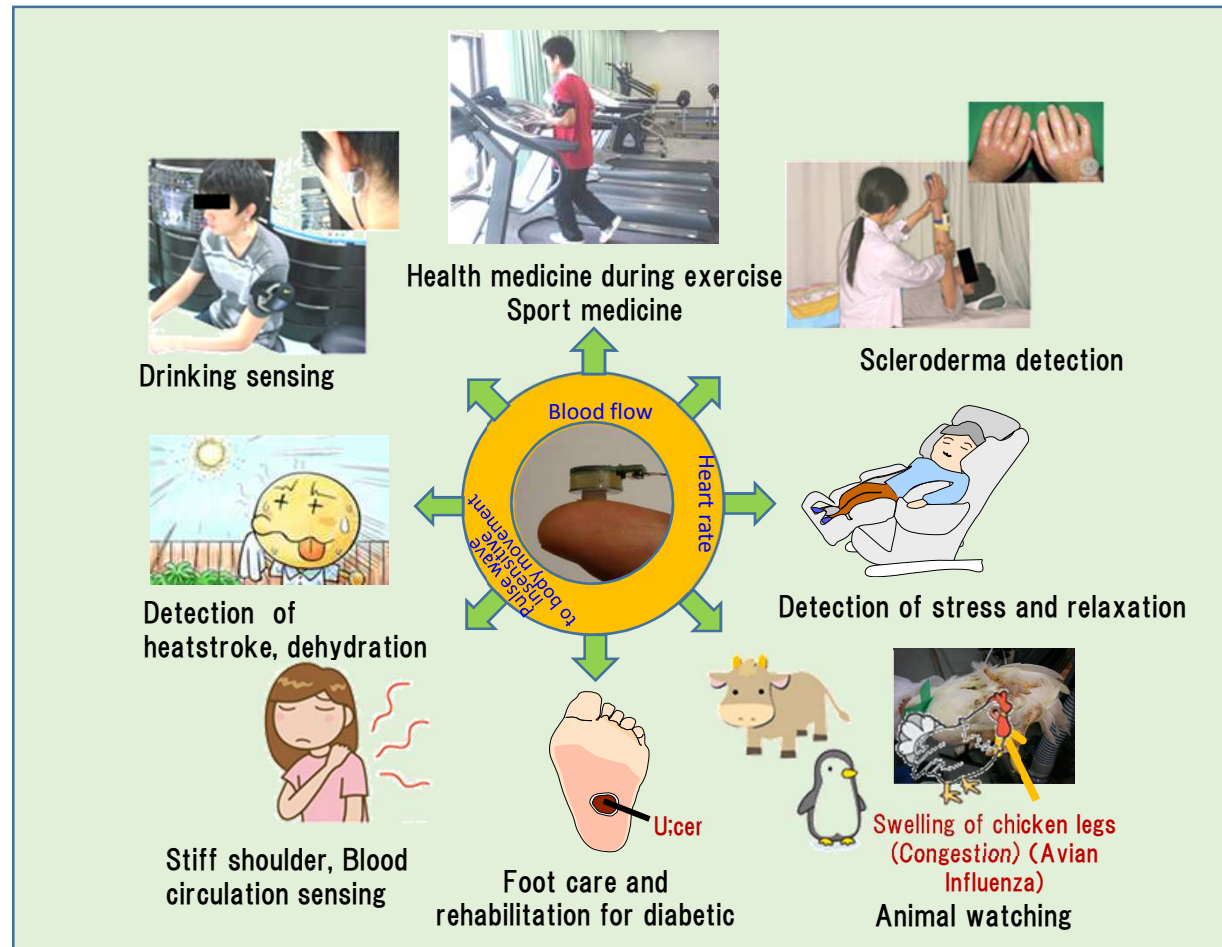 Health medicine during exercise
Sport medicine
Drinking sensing
Scleroderma detection
Blood flow
Heart rate
Pulse wave
insensitive
to body movement
Detection of
heatstroke, dehydration
Detection of stress and relaxation
Stiff shoulder, Blood
circulation sensing
U;cer
Foot care and
rehabilitation for diabetic
Swelling of chicken legs
(Congestion) (Avian
Influenza)
Animal watching